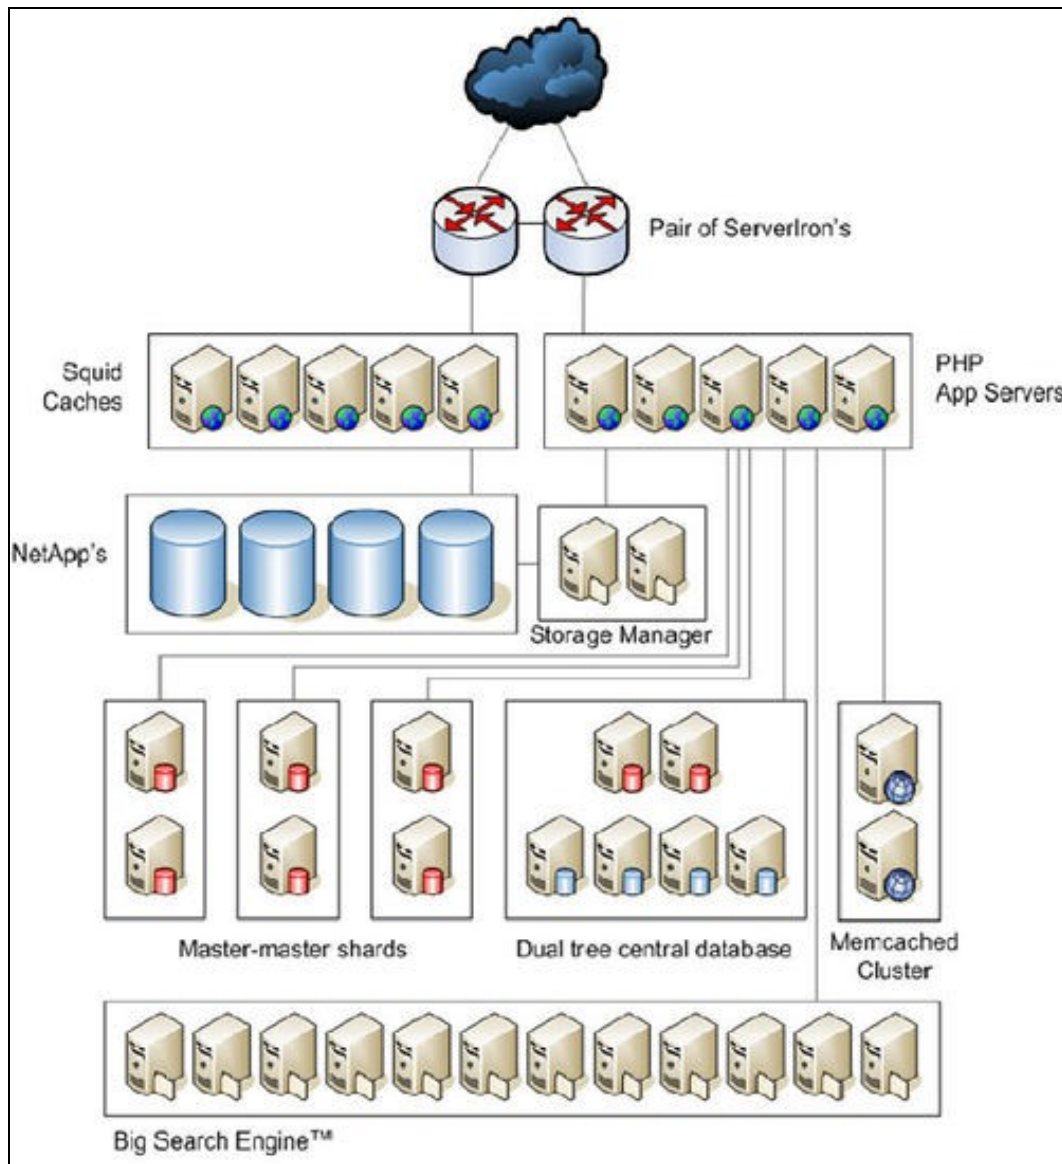 Pair of ServerIron's
Squid
Caches
PHP
App Servers
NetApp's
Storage Manager
Master-master shards
Dual tree central database
Memcached
Cluster
Big Search Engine™